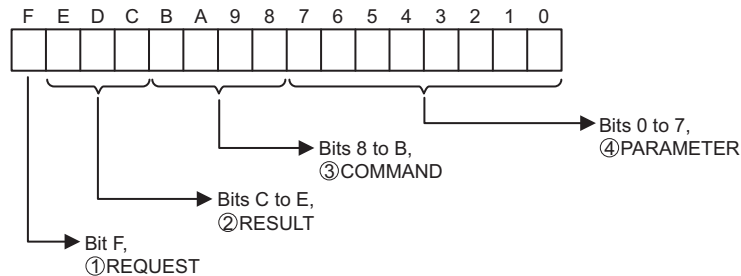 F E D C B A 9 8 7 6 5 4 3 2 1 0
Bits 0 to 7,
④PARAMETER
Bits 8 to B,
③COMMAND
Bits C to E,
②RESULT
Bit F,
①REQUEST